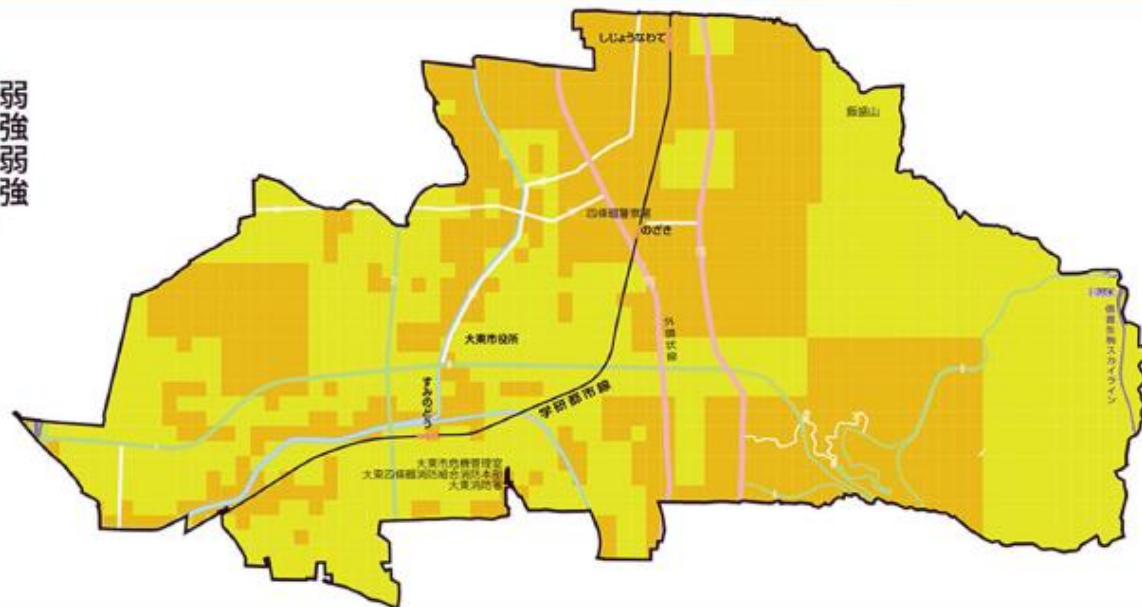 弱
強
弱
強
しじょうなわて
飯盛山
四條畷警察署
のざき
外環状線
大東市役所
すみのどう
学研都市線
信貴生駒スカイライン
大東市危機管理室
大東四條畷消防組合消防本部
大東消防署